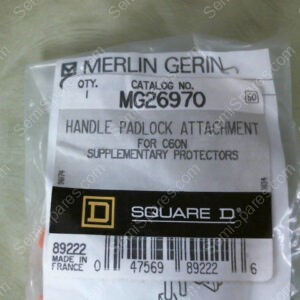 MERLIN GERIN
QTY. CATALOG NO.
1 MG26970
60
HANDLE PADLOCK ATTACHMENT
FOR C60N
SUPPLEMENTARY PROTECTORS
D SQUARE D
89222
MADE IN
FRANCE
0 47569 89222 6